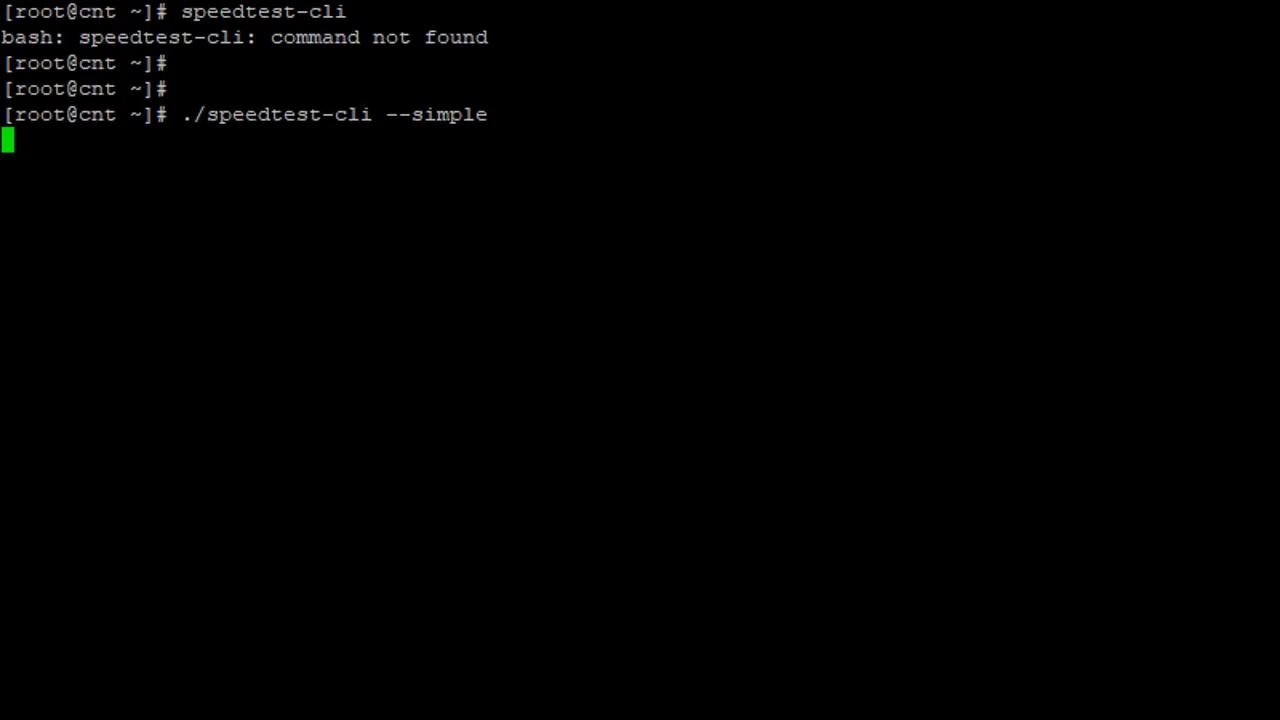 [root@cnt ~]# speedtest-cli
bash: speedtest-cli: command not found
[root@cnt ~]#
[root@cnt ~]#
[root@cnt ~]# ./speedtest-cli --simple